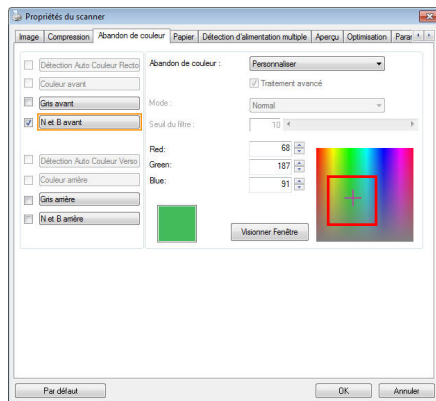 Propriétés du scanner
Image Compression Abandon de couleur Papier Détection d'alimentation multiple Aperçu Optimisation Parar
Détection Auto Couleur Recto
Couleur avant
Gris avant
N et B avant
Détection Auto Couleur Verso
Couleur arrière
Gris arrière
N et B arrière
Abandon de couleur : Personnaliser
Traitement avancé
Mode : Normal
Seuil du filtre : 10
Red: 68
Green: 187
Blue: 91
Visionner Fenêtre
Par défaut OK Annuler